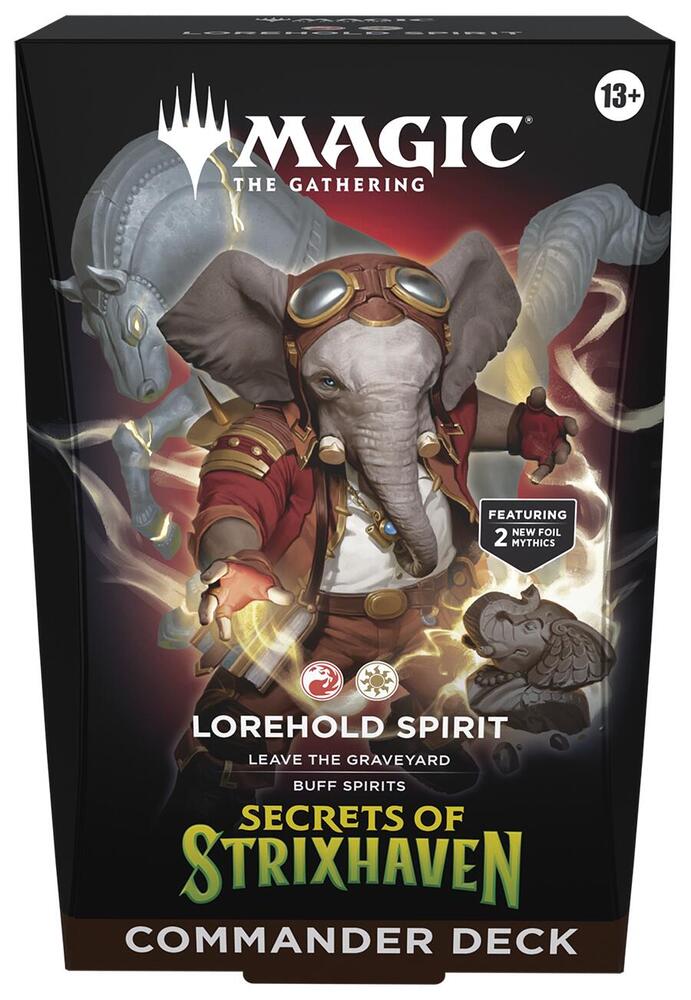 LOREHOLD SPIRIT
13+
MAGIC
THE GATHERING
FEATURING
2 NEW FOIL
MYTHICS
LOREHOLD SPIRIT
LEAVE THE GRAVEYARD
BUFF SPIRITS
SECRETS OF
STRIXHAVEN
COMMANDER DECK